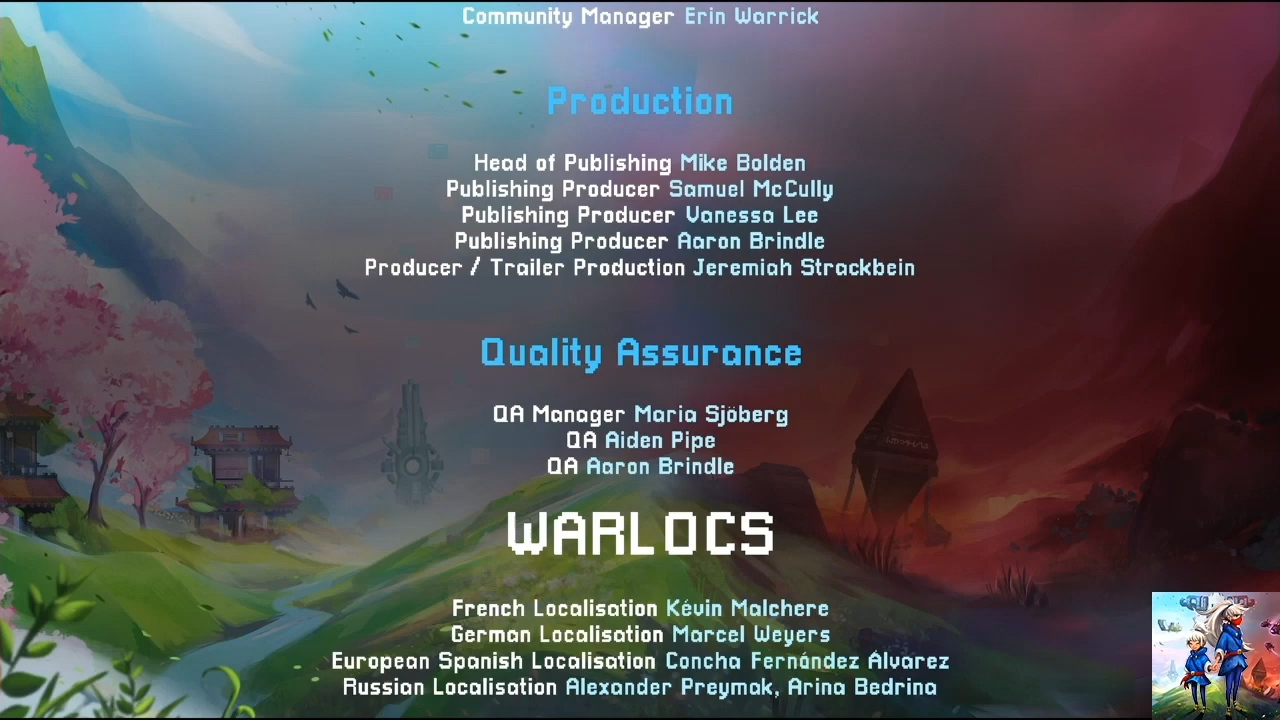 Community Manager Erin Warrick
Production
Head of Publishing Mike Bolden
Publishing Producer Samuel McCully
Publishing Producer Vanessa Lee
Publishing Producer Aaron Brindle
Producer / Trailer Production Jeremiah Strackbein
Quality Assurance
QA Manager Maria Sjöberg
QA Aiden Pipe
QA Aaron Brindle
WARLOCS
French Localisation Kévin Malchere
German Localisation Marcel Weyers
European Spanish Localisation Concha Fernández Álvarez
Russian Localisation Alexander Preymak, Arina Bedrina